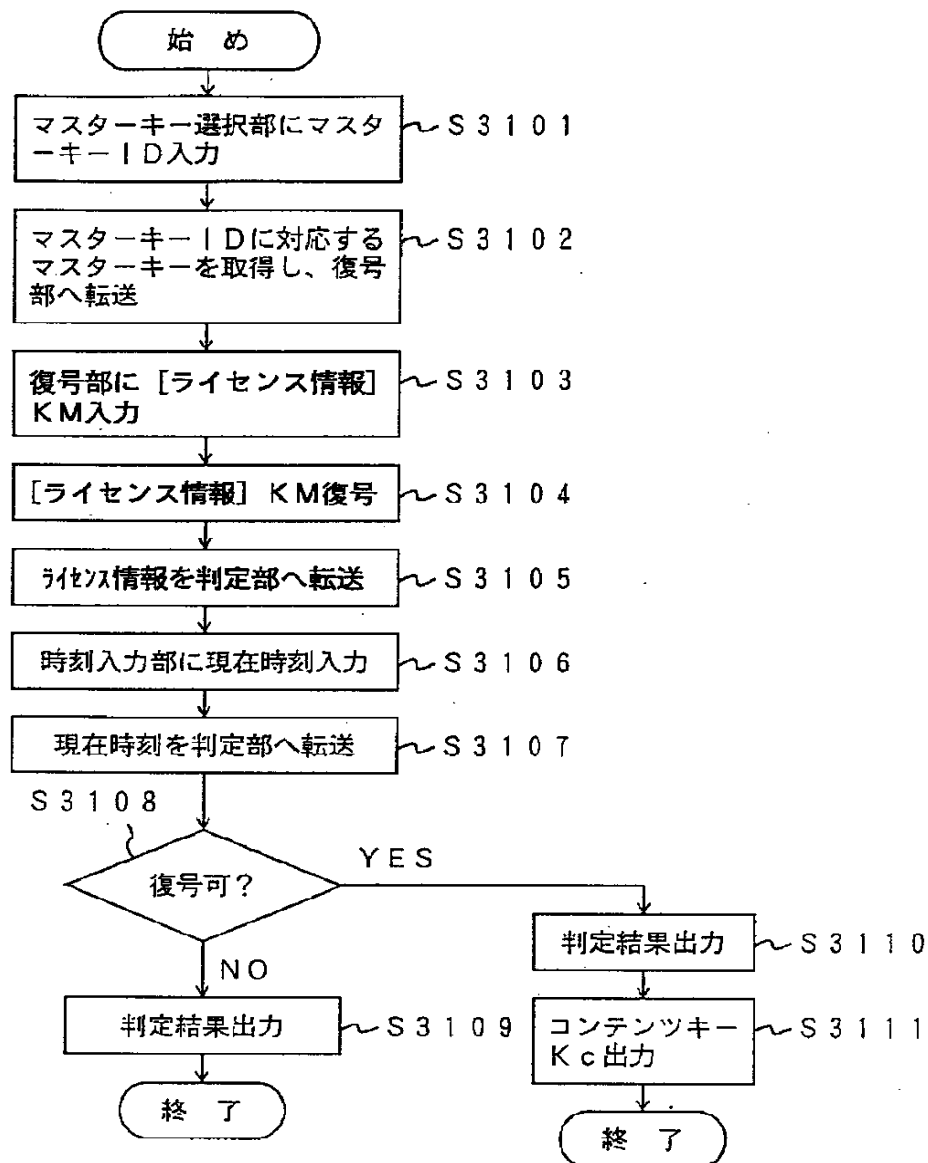 始 め
マスターキー選択部にマスタ
ーキーID入力
S3101
マスターキーIDに対応する
マスターキーを取得し、復号
部へ転送
S3102
復号部に [ライセンス情報]
KM入力
S3103
[ライセンス情報] KM復号
S3104
ライセンス情報を判定部へ転送
S3105
時刻入力部に現在時刻入力
S3106
現在時刻を判定部へ転送
S3107
S3108
復号可?
YES
NO
判定結果出力
S3109
終 了
判定結果出力
S3110
コンテンツキー
Kc出力
S3111
終 了